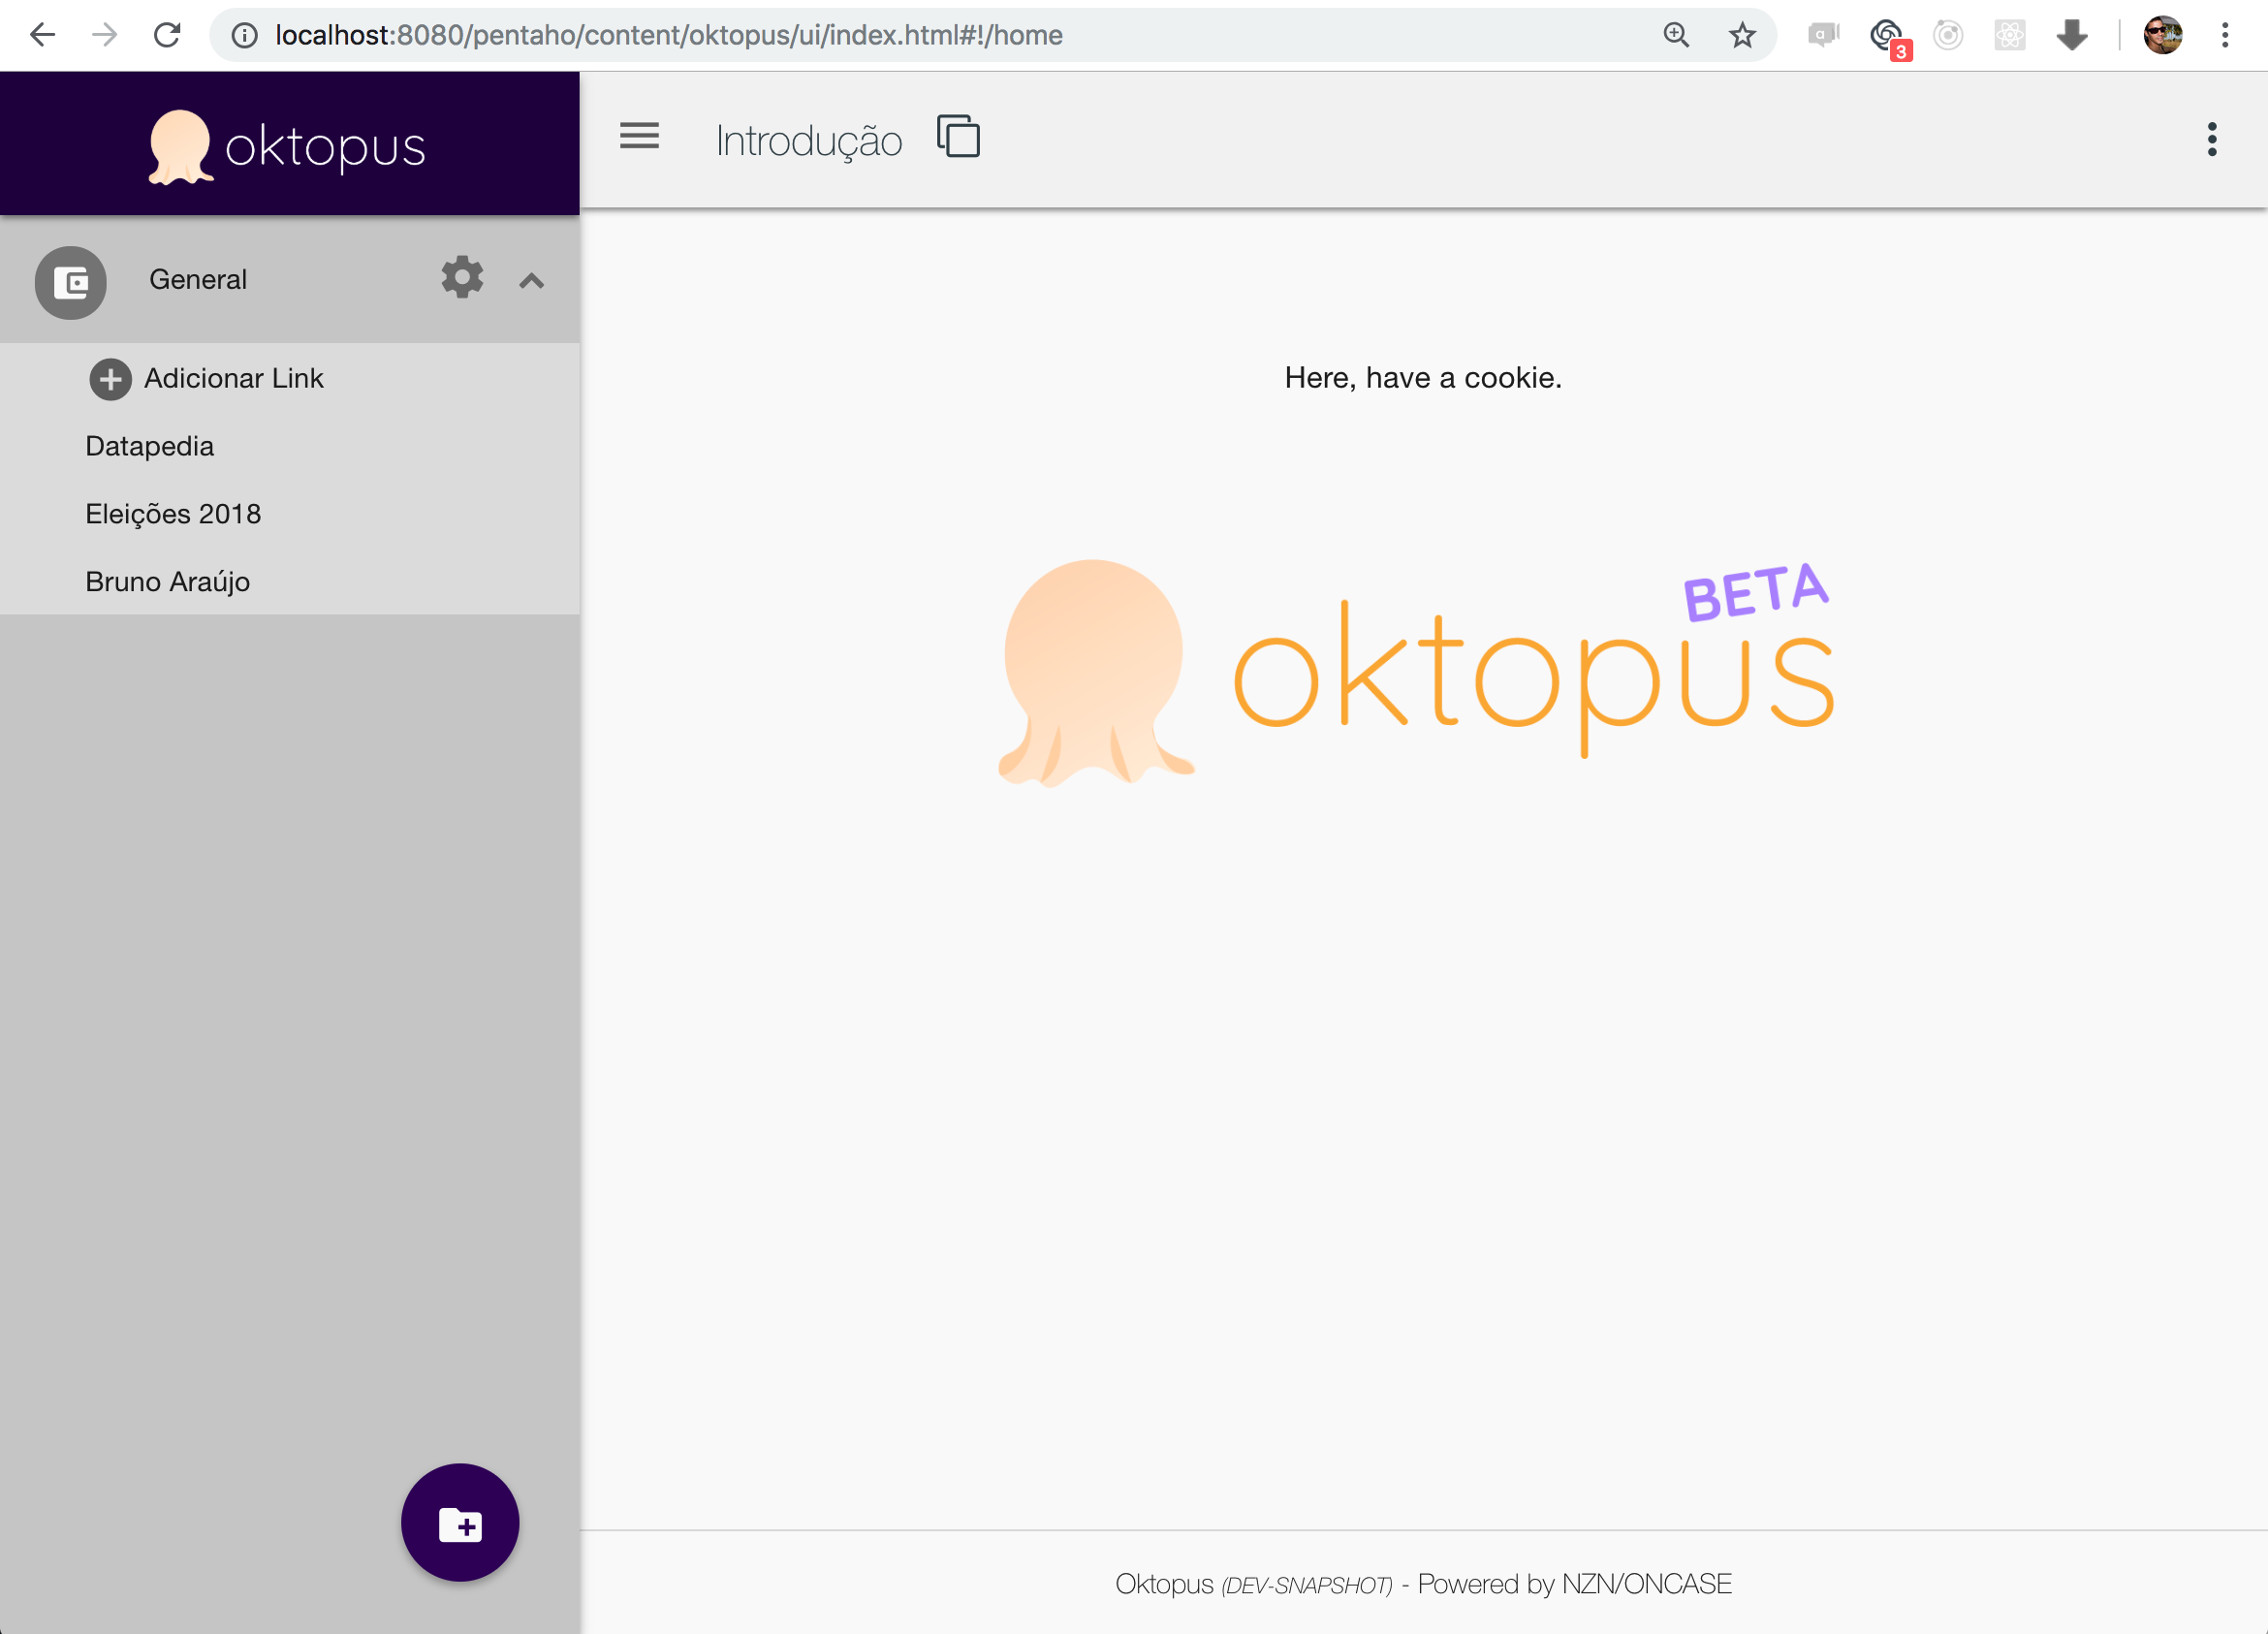 localhost:8080/pentaho/content/oktopus/ui/index.html#!/home
a
3
oktopus
Introdução
General
Adicionar Link
Datapedia
Eleições 2018
Bruno Araújo
Here, have a cookie.
BETA
oktopus
Oktopus (DEV-SNAPSHOT) - Powered by NZN/ONCASE